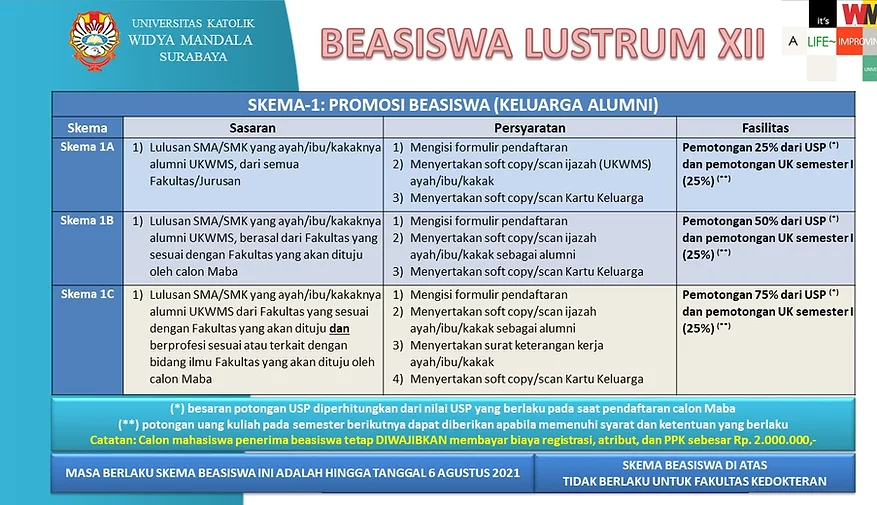 UNIVERSITAS KATOLIK
WIDYA MANDALA
SURABAYA
BEASISWA LUSTRUM XII
it's
WM
A
LIFE~
IMPROVIN
UNIVE
SKEMA-1: PROMOSI BEASISWA (KELUARGA ALUMNI)
Skema Sasaran Persyaratan Fasilitas
Skema 1A
1) Lulusan SMA/SMK yang ayah/ibu/kakaknya
alumni UKWMS, dari semua
Fakultas/Jurusan
1) Mengisi formulir pendaftaran
2) Menyertakan soft copy/scan ijazah (UKWMS)
ayah/ibu/kakak
3) Menyertakan soft copy/scan Kartu Keluarga
Pemotongan 25% dari USP (*)
dan pemotongan UK semester I
(25%) (**)
Skema 1B
1) Lulusan SMA/SMK yang ayah/ibu/kakaknya
alumni UKWMS, berasal dari Fakultas yang
sesuai dengan Fakultas yang akan dituju
oleh calon Maba
1) Mengisi formulir pendaftaran
2) Menyertakan soft copy/scan ijazah
ayah/ibu/kakak sebagai alumni
3) Menyertakan soft copy/scan Kartu Keluarga
Pemotongan 50% dari USP (*)
dan pemotongan UK semester I
(25%) (**)
Skema 1C
1) Lulusan SMA/SMK yang ayah/ibu/kakaknya
alumni UKWMS dari Fakultas yang sesuai
dengan Fakultas yang akan dituju dan
berprofesi sesuai atau terkait dengan
bidang ilmu Fakultas yang akan dituju oleh
calon Maba
1) Mengisi formulir pendaftaran
2) Menyertakan soft copy/scan ijazah
ayah/ibu/kakak sebagai alumni
3) Menyertakan surat keterangan kerja
ayah/ibu/kakak
4) Menyertakan soft copy/scan Kartu Keluarga
Pemotongan 75% dari USP (*)
dan pemotongan UK semester I
(25%) (**)
(*) besaran potongan USP diperhitungkan dari nilai USP yang berlaku pada saat pendaftaran calon Maba
(**) potongan uang kuliah pada semester berikutnya dapat diberikan apabila memenuhi syarat dan ketentuan yang berlaku
Catatan: Calon mahasiswa penerima beasiswa tetap DIWAJIBKAN membayar biaya registrasi, atribut, dan PPK sebesar Rp. 2.000.000,-
MASA BERLAKU SKEMA BEASISWA INI ADALAH HINGGA TANGGAL 6 AGUSTUS 2021
SKEMA BEASISWA DI ATAS
TIDAK BERLAKU UNTUK FAKULTAS KEDOKTERAN